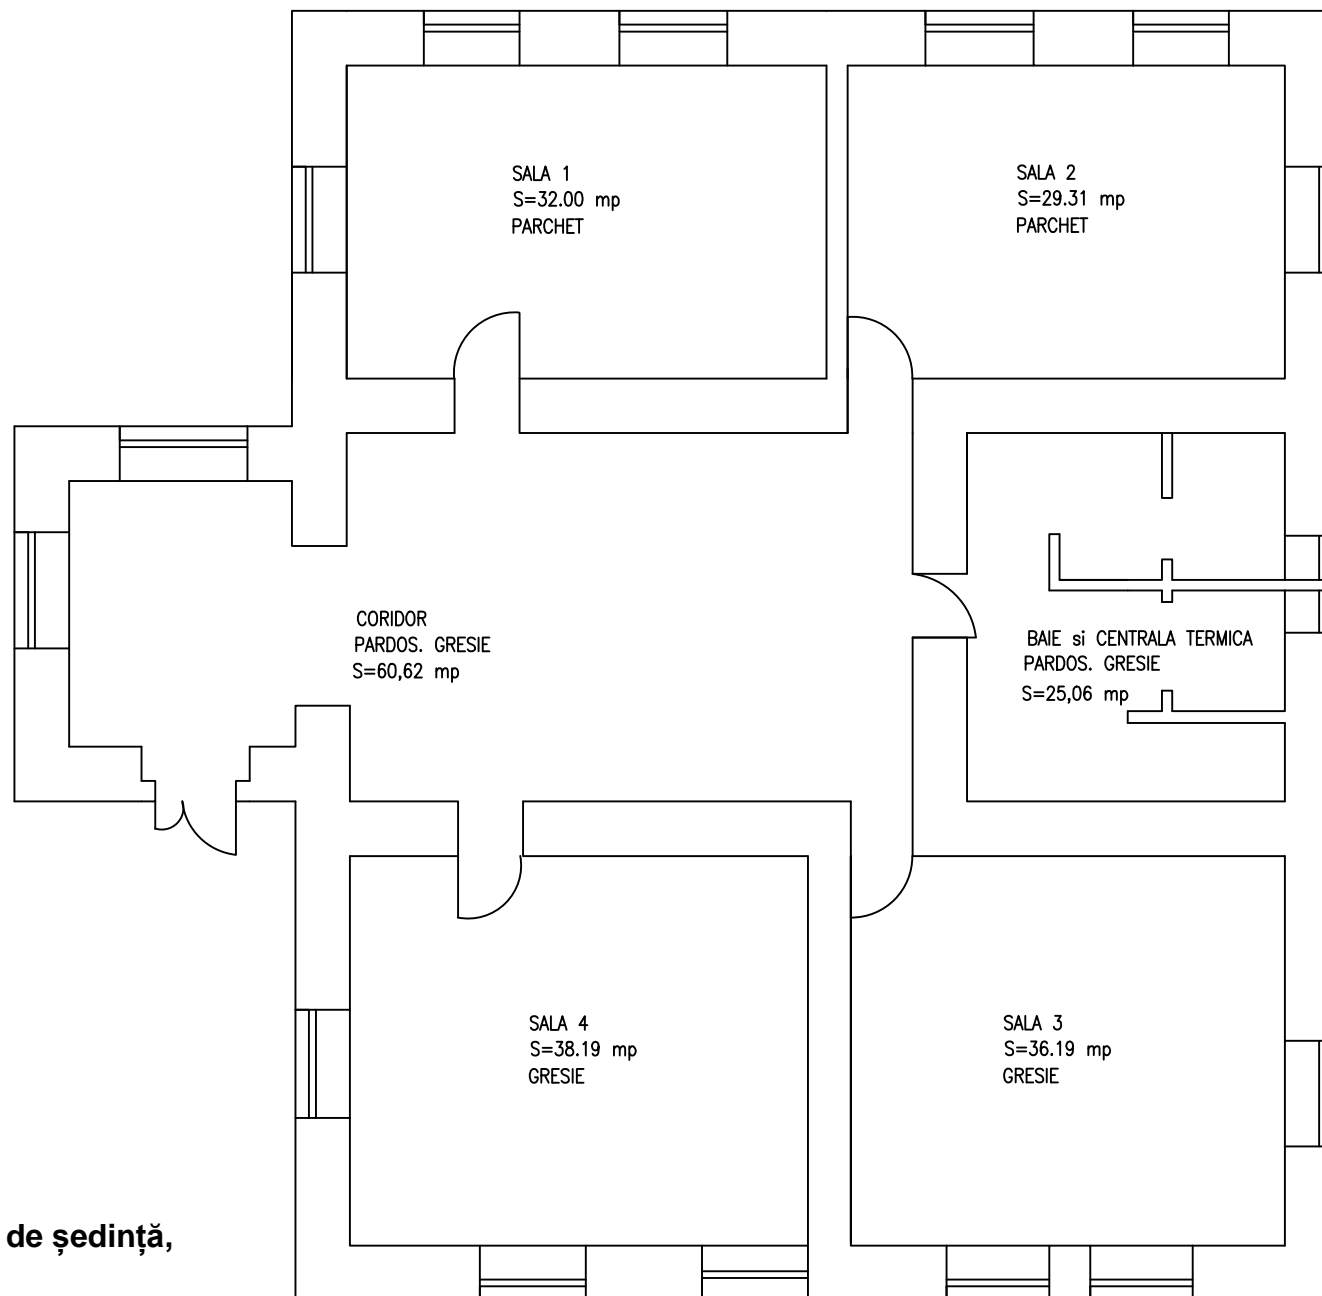 SALA 1
S=32.00 mp
PARCHET
SALA 2
S=29.31 mp
PARCHET
CORIDOR
PARDOS. GRESIE
S=60,62 mp
BAIE si CENTRALA TERMICA
PARDOS. GRESIE
S=25,06 mp
SALA 4
S=38.19 mp
GRESIE
SALA 3
S=36.19 mp
GRESIE
de ședință,